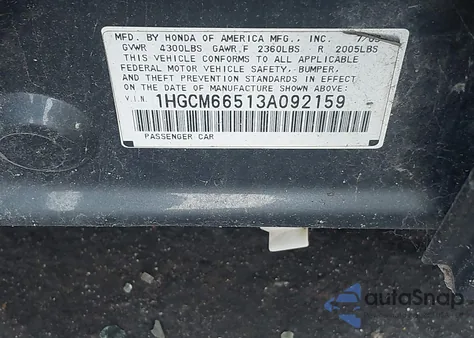 MFD. BY HONDA OF AMERICA MFG., INC. 7/03
GVWR 4300LBS GAWR.F 2360LBS R 2005LBS
THIS VEHICLE CONFORMS TO ALL APPLICABLE
FEDERAL MOTOR VEHICLE SAFETY, BUMPER,
AND THEFT PREVENTION STANDARDS IN EFFECT
ON THE DATE OF MANUFACTURE SHOWN ABOVE:
V.I.N. 1HGCM66513A092159
PASSENGER CAR
autoSnap
POWERED BY